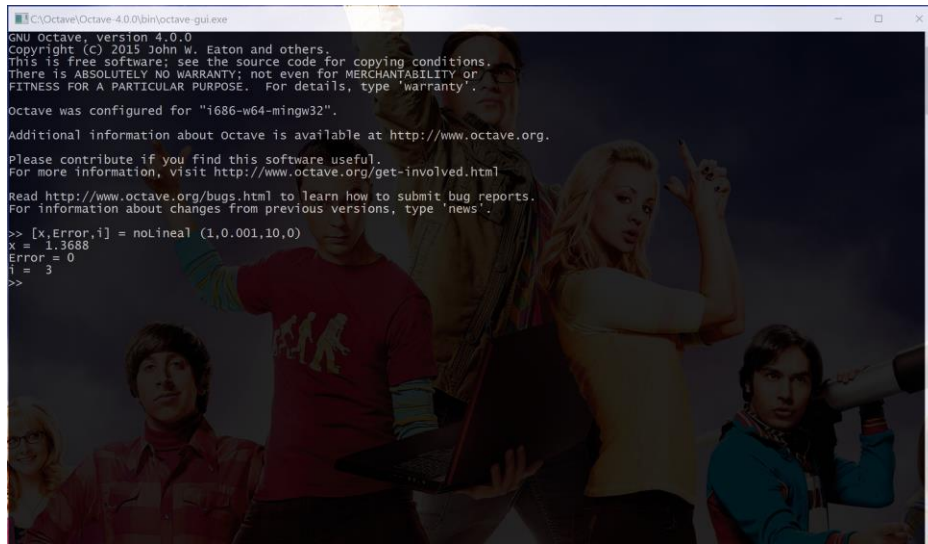 C:\Octave\Octave-4.0.0\bin\octave-gui.exe
GNU Octave, version 4.0.0
Copyright (C) 2015 John W. Eaton and others.
This is free software; see the source code for copying conditions.
There is ABSOLUTELY NO WARRANTY; not even for MERCHANTABILITY or
FITNESS FOR A PARTICULAR PURPOSE.  For details, type 'warranty'.
Octave was configured for "i686-w64-mingw32".
Additional information about Octave is available at http://www.octave.org.
Please contribute if you find this software useful.
For more information, visit http://www.octave.org/get-involved.html
Read http://www.octave.org/bugs.html to learn how to submit bug reports.
For information about changes from previous versions, type 'news'.
>> [x,Error,i] = noLineal (1,0.001,10,0)
x =  1.3688
Error = 0
i =  3
>>